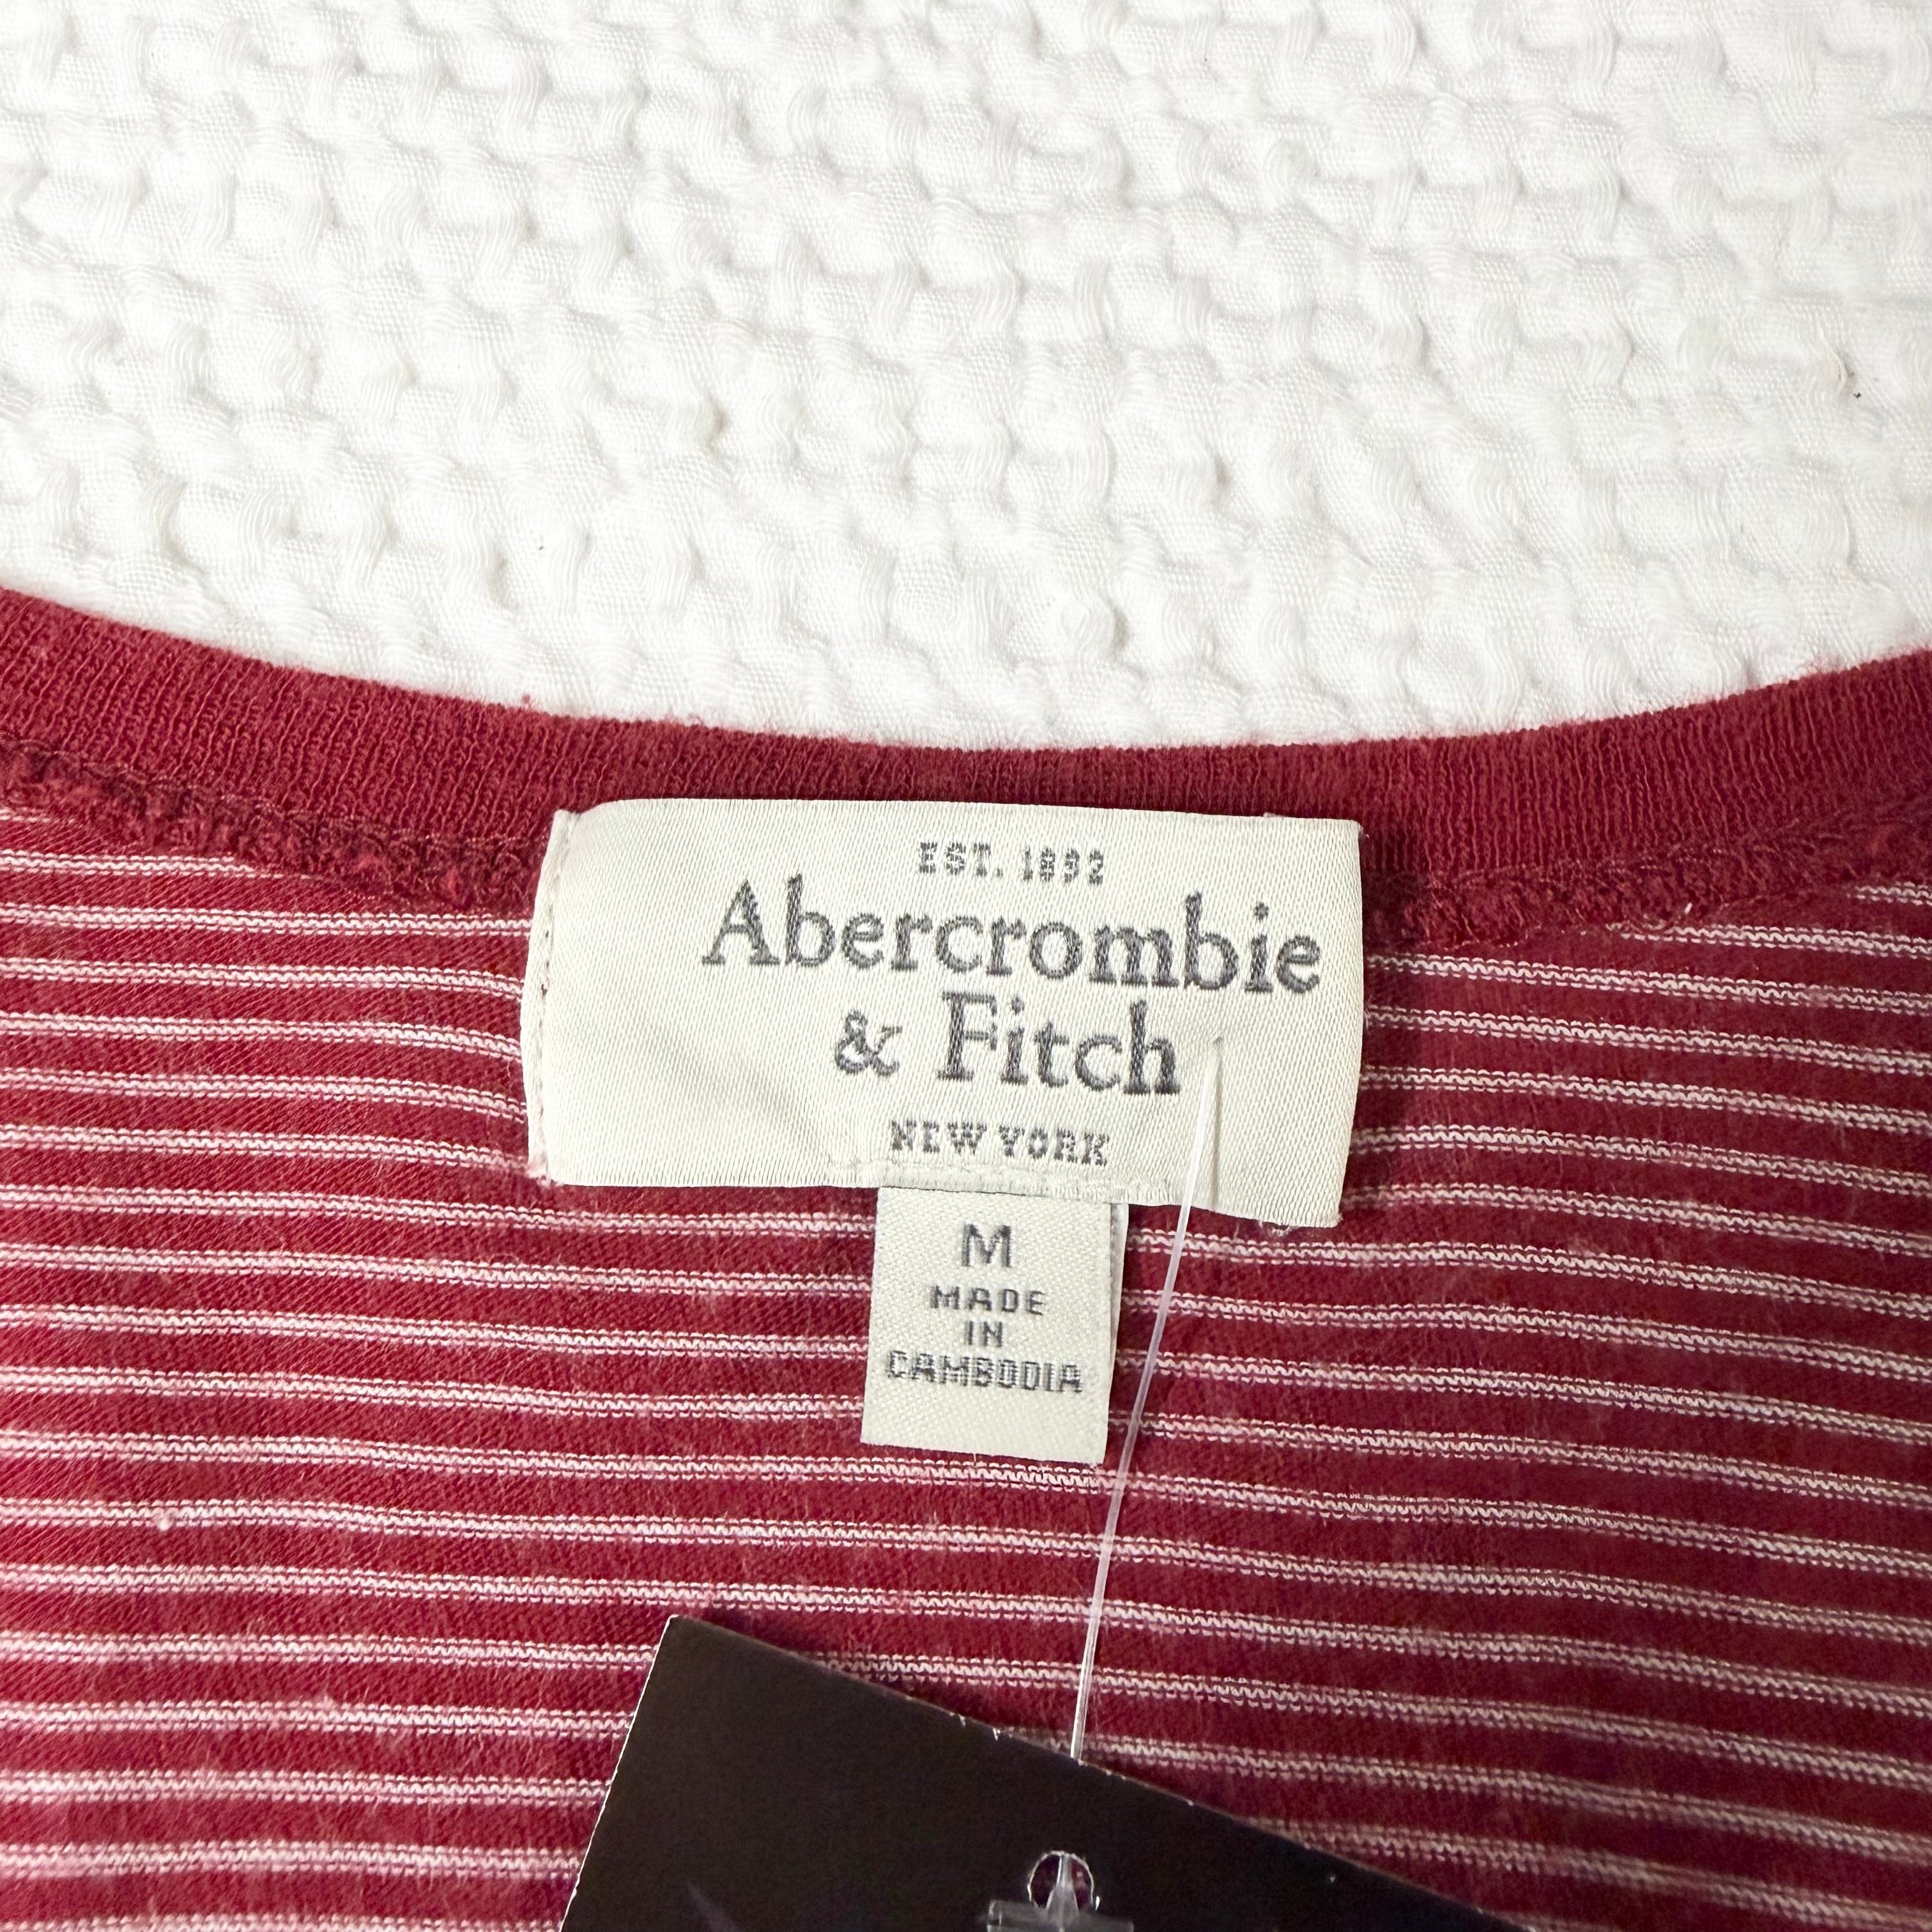 EST. 1892
Abercrombie
& Fitch
NEW YORK
M
MADE
IN
CAMBODIA